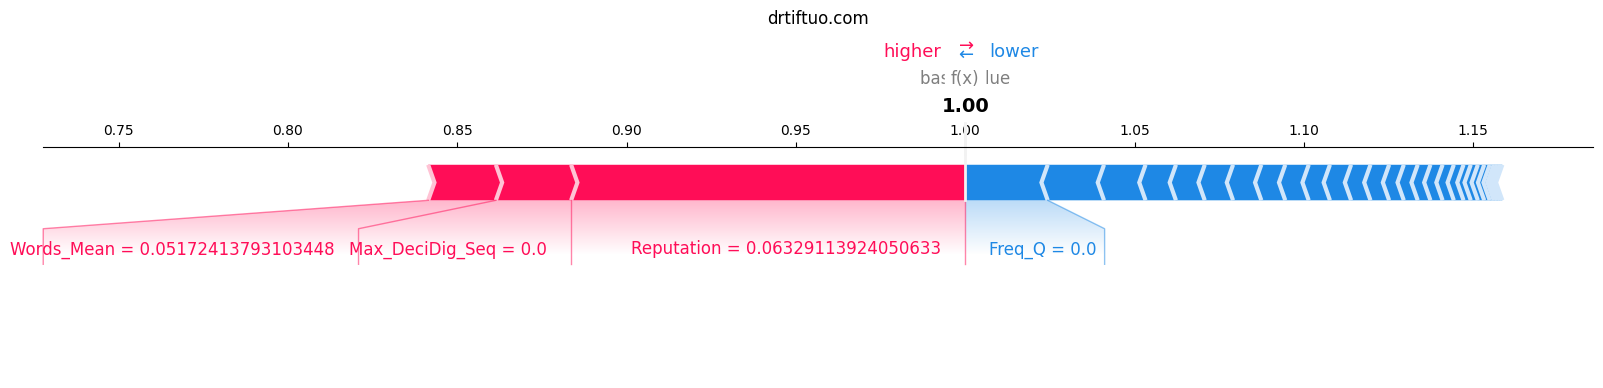 drtiftuo.com
higher → ← lower
bas f(x) lue
1.00
0.75 0.80 0.85 0.90 0.95 1.00 1.05 1.10 1.15
Words_Mean = 0.05172413793103448 Max_DeciDig_Seq = 0.0 Reputation = 0.06329113924050633 Freq_Q = 0.0